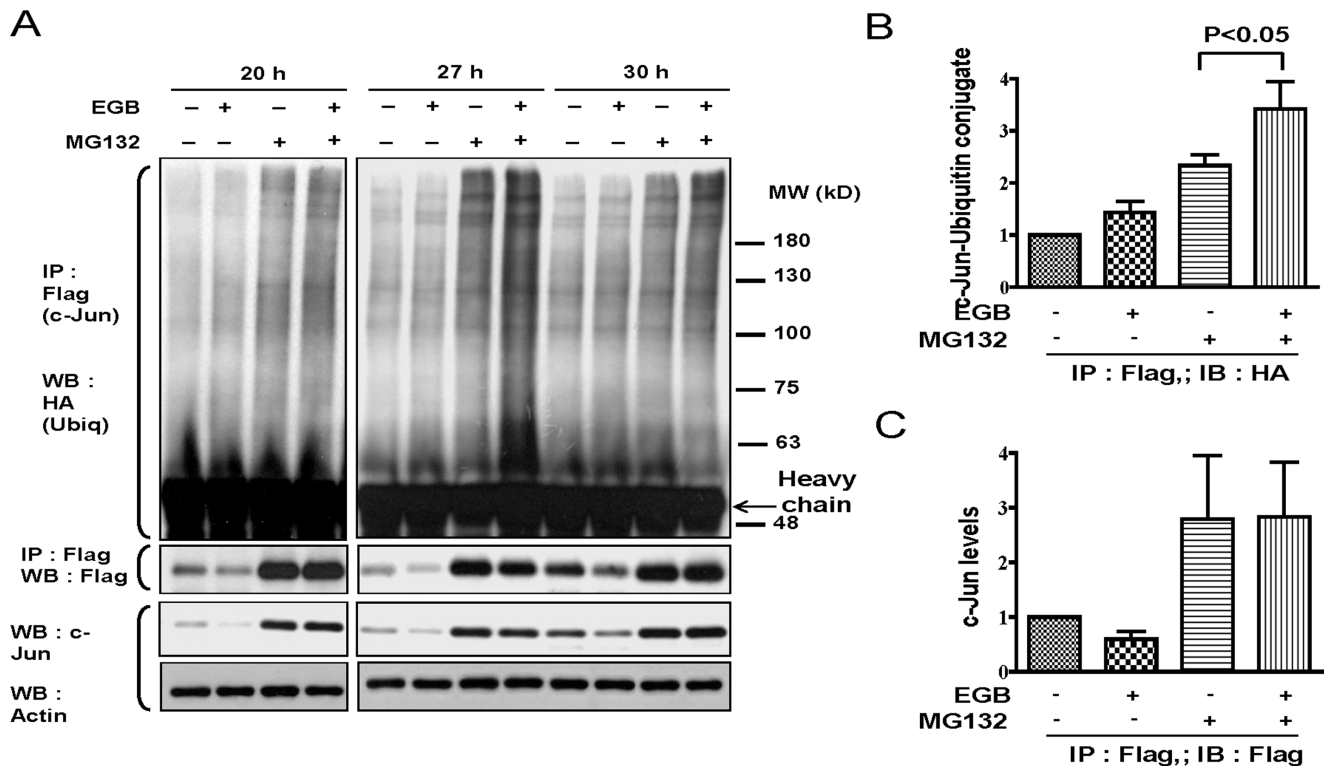 A
20 h 27 h 30 h
EGB – + – + – + – + – + – +
MG132 – – + + – – + + – – + +
IP :
Flag
(c-Jun)
WB :
HA
(Ubiq)
MW (kD)
180
130
100
75
63
Heavy
chain
48
IP : Flag
WB : Flag
WB : c-
Jun
WB :
Actin
B
P<0.05
c-Jun-Ubiquitin conjugate
4
3
2
1
0
EGB - + - +
MG132 - - + +
IP : Flag,; IB : HA
C
c-Jun levels
4
3
2
1
0
EGB - + - +
MG132 - - + +
IP : Flag,; IB : Flag